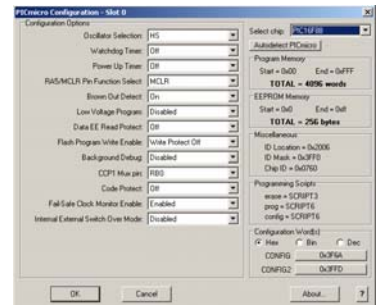 PICmicro Configuration - Slot 0
Configuration Options
Oscillator Selection: HS
Watchdog Timer: Off
Power Up Timer: Off
RA5/MCLR Pin Function Select: MCLR
Brown Out Detect: On
Low Voltage Program: Disabled
Data EE Read Protect: Off
Flash Program Write Enable: Write Protect Off
Background Debug: Disabled
CCP1 Mux pin: RB0
Code Protect: Off
Fail-Safe Clock Monitor Enable: Enabled
Internal External Switch Over Mode: Disabled
OK
Cancel
Select chip: PIC16F88
Autodetect PICmicro
Program Memory
Start = 0x00 End = 0xFFF
TOTAL = 4096 words
EEPROM Memory
Start = 0x0 End = 0xff
TOTAL = 256 bytes
Miscellaneous
ID Location = 0x2006
ID Mask = 0x3FF0
Chip ID = 0x0760
Programming Scripts
erase = SCRIPT3
prog = SCRIPT6
config = SCRIPT6
Configuration Word(s)
Hex Bin Dec
CONFIG 0x3F6A
CONFIG2 0x3FFD
About...
?